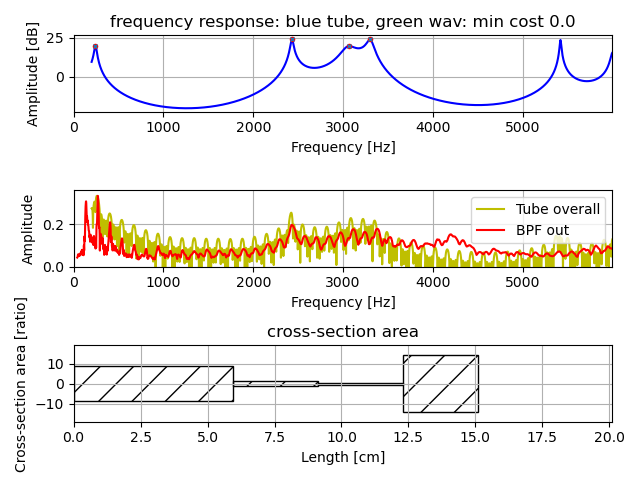 frequency response: blue tube, green wav: min cost 0.0
Amplitude [dB]
25
0
0
1000
2000
3000
4000
5000
Frequency [Hz]
Amplitude
0.2
0.0
Tube overall
BPF out
0
1000
2000
3000
4000
5000
Frequency [Hz]
cross-section area
Cross-section area [ratio]
10
0
−10
0.0
2.5
5.0
7.5
10.0
12.5
15.0
17.5
20.0
Length [cm]